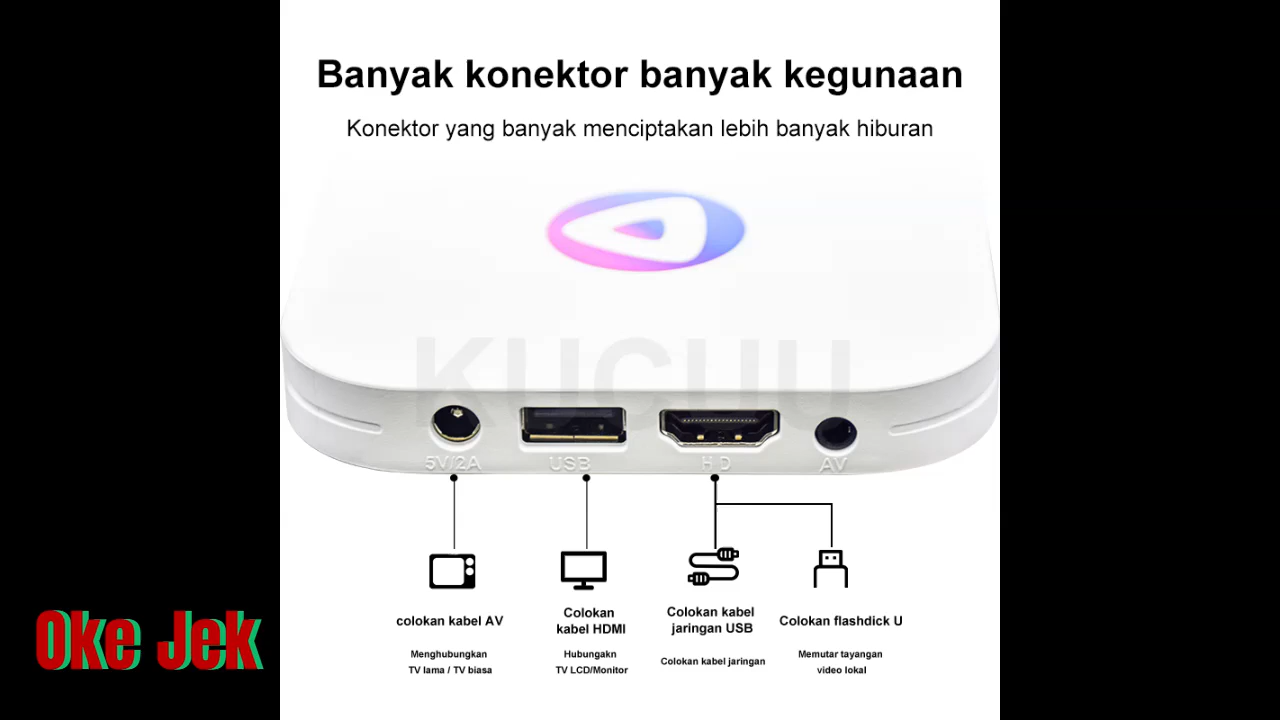 Banyak konektor banyak kegunaan
Konektor yang banyak menciptakan lebih banyak hiburan
KUCUU
5V/2A USB HD AV
colokan kabel AV
Menghubungkan
TV lama / TV biasa
Colokan
kabel HDMI
Hubungakn
TV LCD/Monitor
Colokan kabel
jaringan USB
Colokan kabel jaringan
Colokan flashdick U
Memutar tayangan
video lokal
Oke Jek